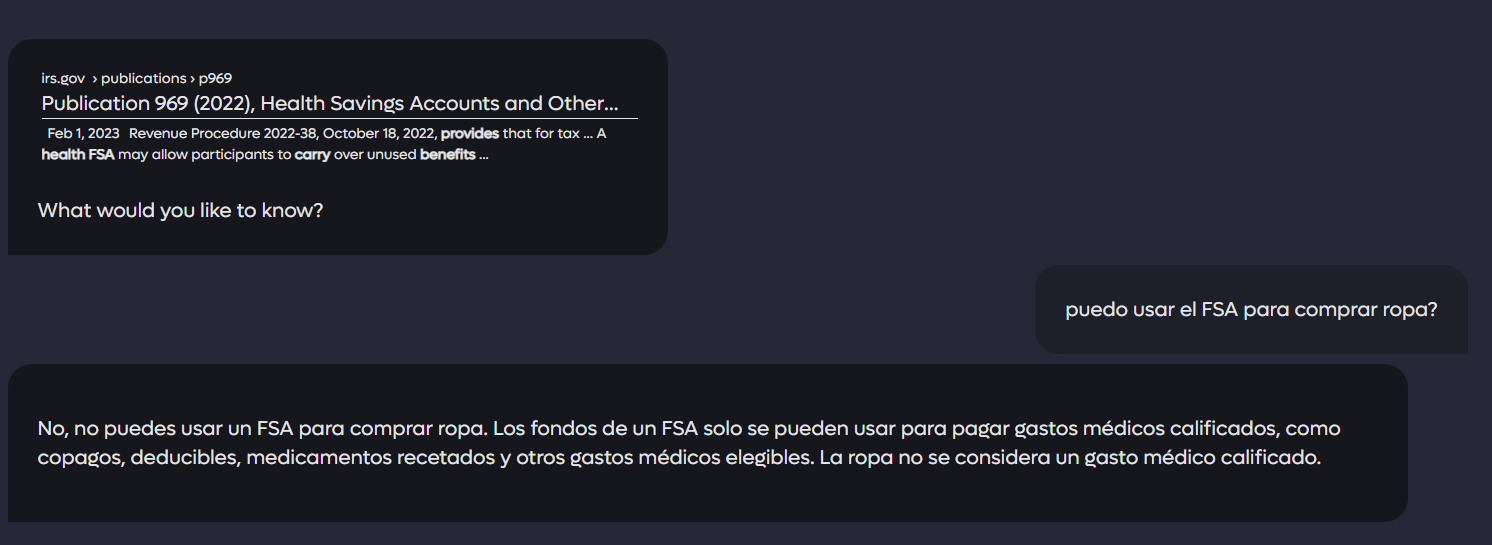 irs.gov › publications › p969
Publication 969 (2022), Health Savings Accounts and Other...
Feb 1, 2023 Revenue Procedure 2022-38, October 18, 2022, provides that for tax ... A
health FSA may allow participants to carry over unused benefits ...
What would you like to know?
puedo usar el FSA para comprar ropa?
No, no puedes usar un FSA para comprar ropa. Los fondos de un FSA solo se pueden usar para pagar gastos médicos calificados, como
copagos, deducibles, medicamentos recetados y otros gastos médicos elegibles. La ropa no se considera un gasto médico calificado.